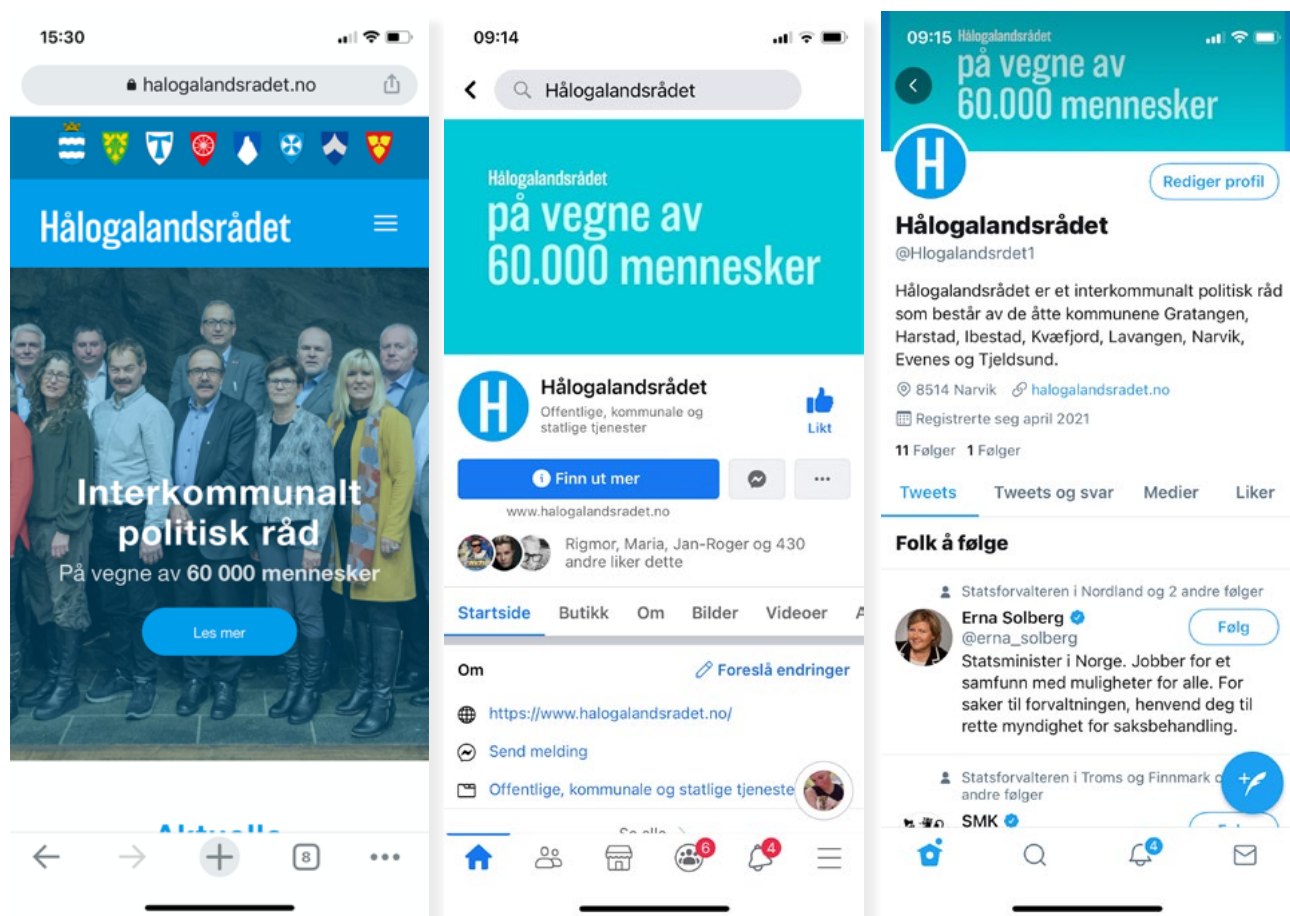 15:30
halogalandsradet.no
Hålogalandsrådet
Interkommunalt
politisk råd
På vegne av 60 000 mennesker
Les mer
8
09:14
Hålogalandsrådet
Hålogalandsrådet
på vegne av
60.000 mennesker
H
Hålogalandsrådet
Offentlige, kommunale og
statlige tjenester
Likt
Finn ut mer
www.halogalandsradet.no
Rigmor, Maria, Jan-Roger og 430
andre liker dette
Startside Butikk Om Bilder Videoer
Om
Foreslå endringer
https://www.halogalandsradet.no/
Send melding
Offentlige, kommunale og statlige tjeneste
6
4
09:15
Hålogalandsrådet
på vegne av
60.000 mennesker
H
Rediger profil
Hålogalandsrådet
@Hlogalandsrdet1
Hålogalandsrådet er et interkommunalt politisk råd
som består av de åtte kommunene Gratangen,
Harstad, Ibestad, Kvæfjord, Lavangen, Narvik,
Evenes og Tjeldsund.
8514 Narvik halogalandsradet.no
Registrerte seg april 2021
11 Følger 1 Følger
Tweets Tweets og svar Medier Liker
Folk å følge
Statsforvalteren i Nordland og 2 andre følger
Erna Solberg
@erna_solberg
Følg
Statsminister i Norge. Jobber for et
samfunn med muligheter for alle. For
saker til forvaltningen, henvend deg til
rette myndighet for saksbehandling.
Statsforvalteren i Troms og Finnmark
andre følger
SMK
4